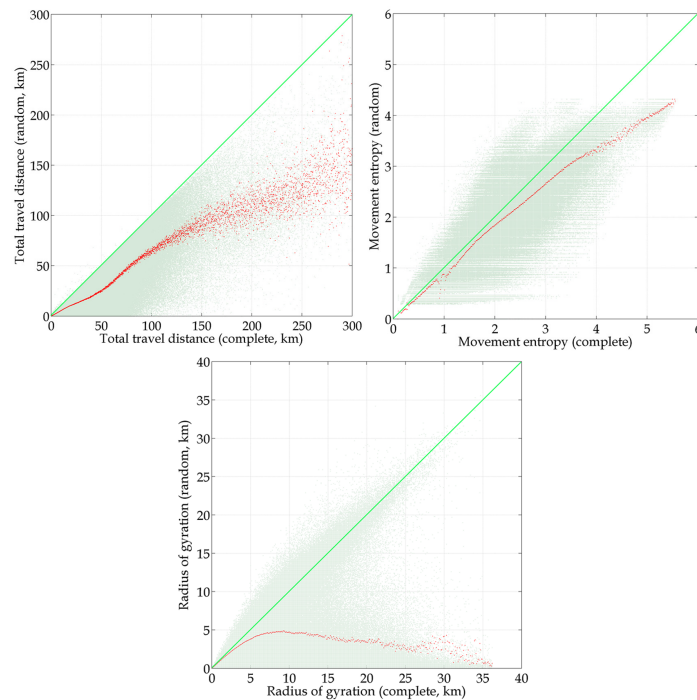 300
250
200
150
100
50
0
Total travel distance (random, km)
0 50 100 150 200 250 300
Total travel distance (complete, km)
6
5
4
3
2
1
0
Movement entropy (random)
0 1 2 3 4 5 6
Movement entropy (complete)
40
35
30
25
20
15
10
5
0
Radius of gyration (random, km)
0 5 10 15 20 25 30 35 40
Radius of gyration (complete, km)